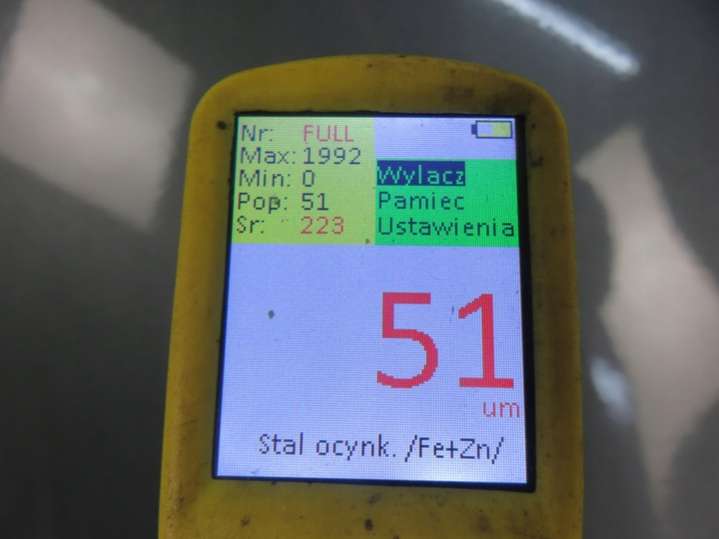 Nr: FULL
Max: 1992
Min: 0
Pop: 51
Sr: 223
Wylacz
Pamiec
Ustawienia
51
um
Stal ocynk. /Fe+Zn/